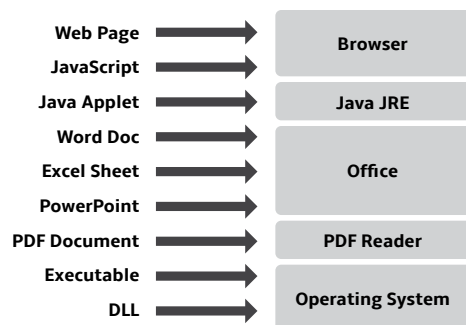 Web Page
JavaScript
Java Applet
Word Doc
Excel Sheet
PowerPoint
PDF Document
Executable
DLL
Browser
Java JRE
Office
PDF Reader
Operating System